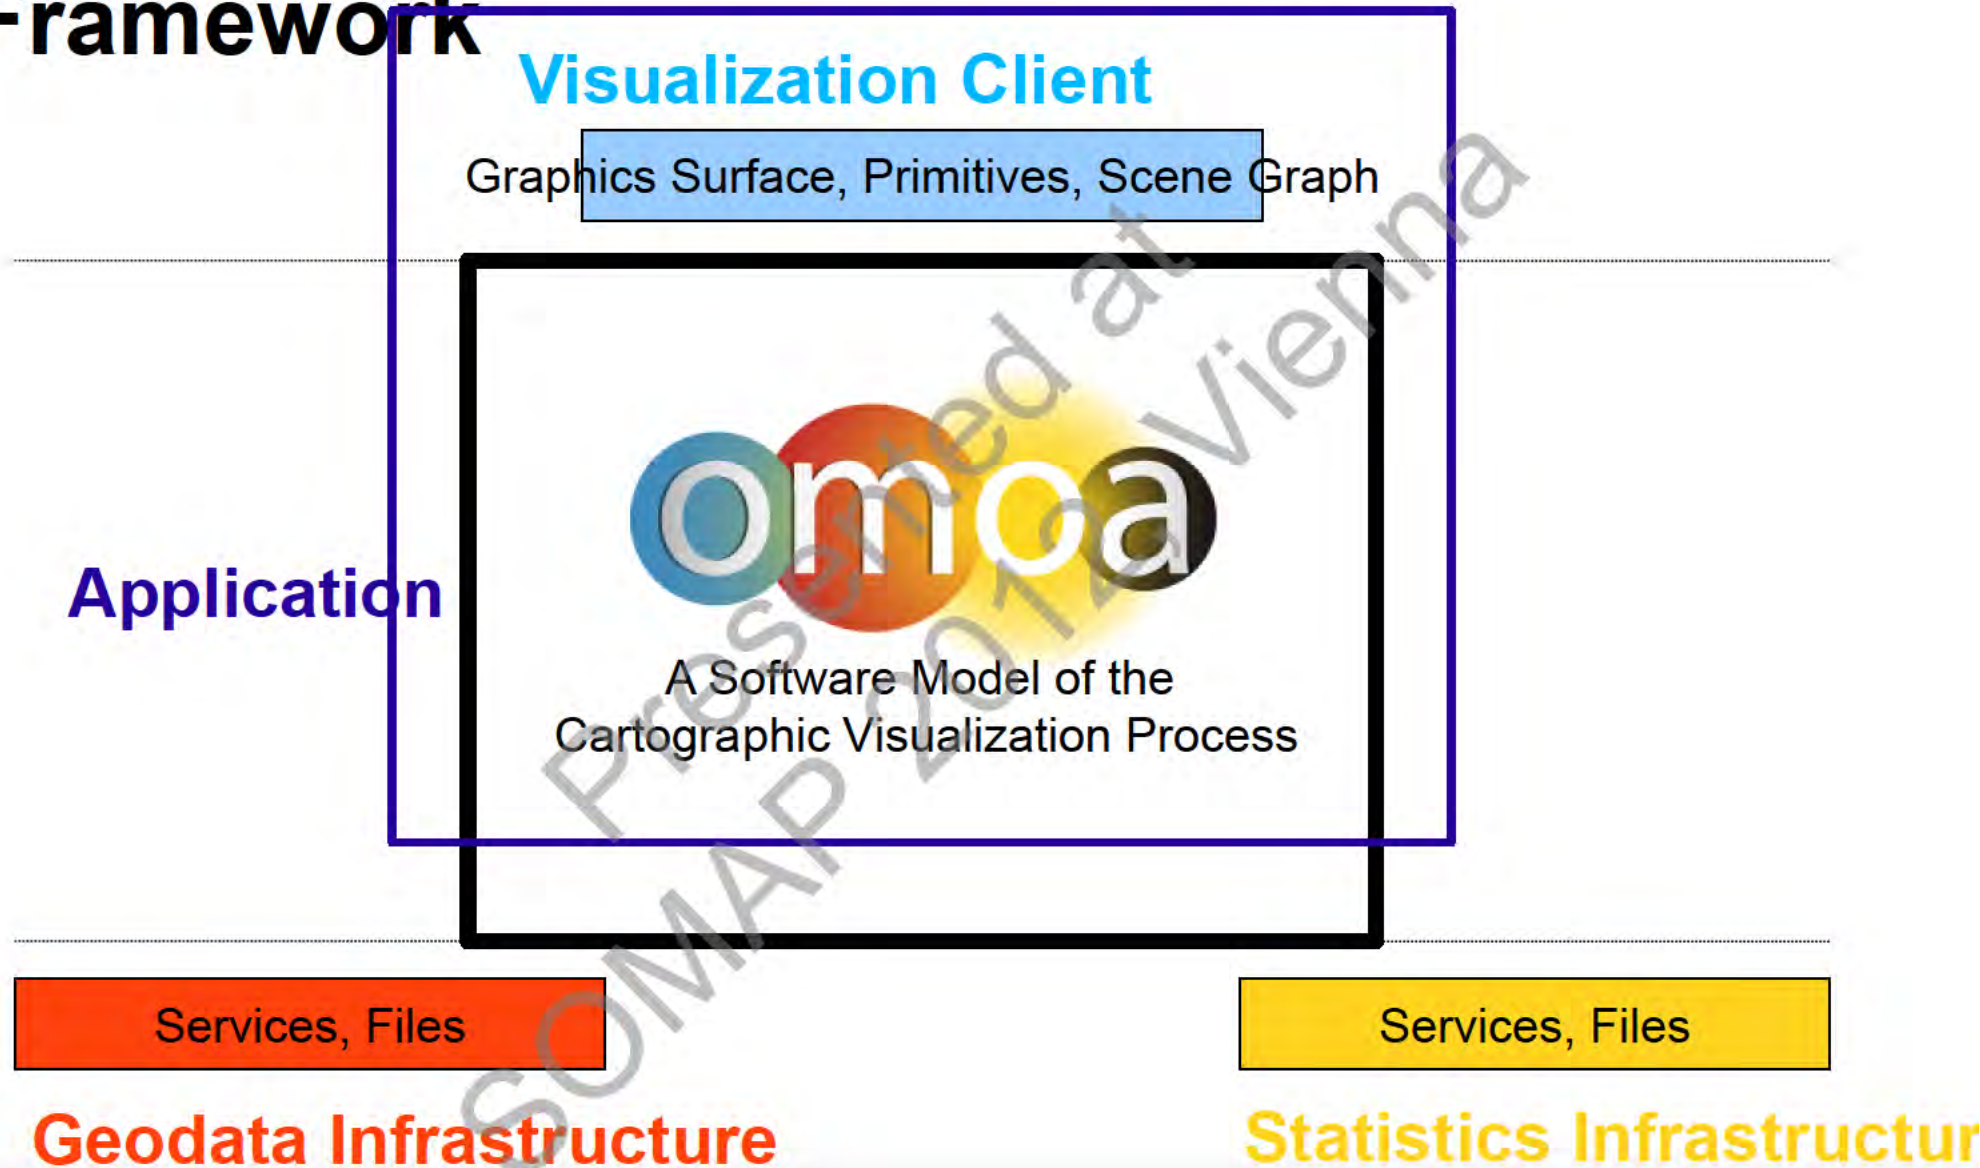 Framework
Visualization Client
Graphics Surface, Primitives, Scene Graph
omoa
Application
A Software Model of the
Cartographic Visualization Process
Services, Files
Services, Files
Geodata Infrastructure
Statistics Infrastructur
Presented at
SOMAP 2012 Vienna